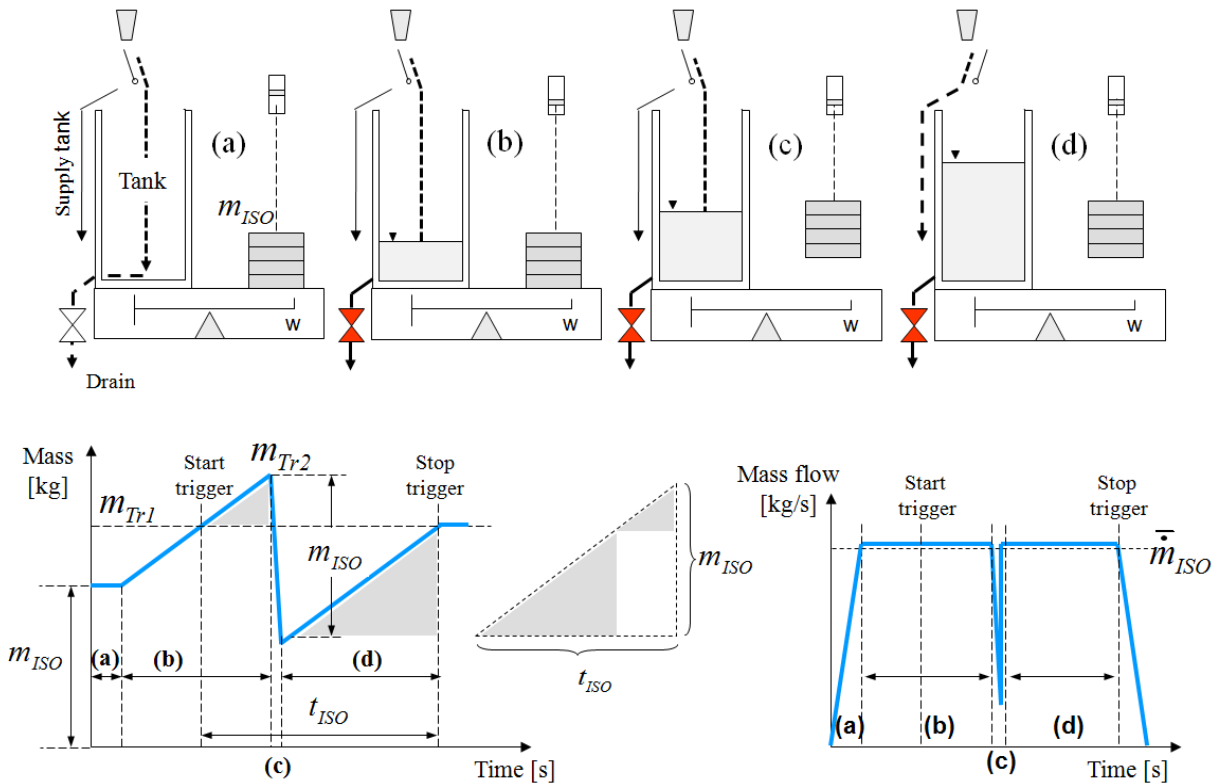 (a)
(b)
(c)
(d)
Supply tank
Tank
m_ISO
W
W
W
W
Drain
Mass
[kg]
Start
trigger
m_Tr2
Stop
trigger
m_Tr1
m_ISO
m_ISO
(a)
(b)
(d)
t_ISO
(c)
Time [s]
m_ISO
t_ISO
Mass flow
[kg/s]
Start
trigger
Stop
trigger
ṁ̅_ISO
(a)
(b)
(d)
(c)
Time [s]